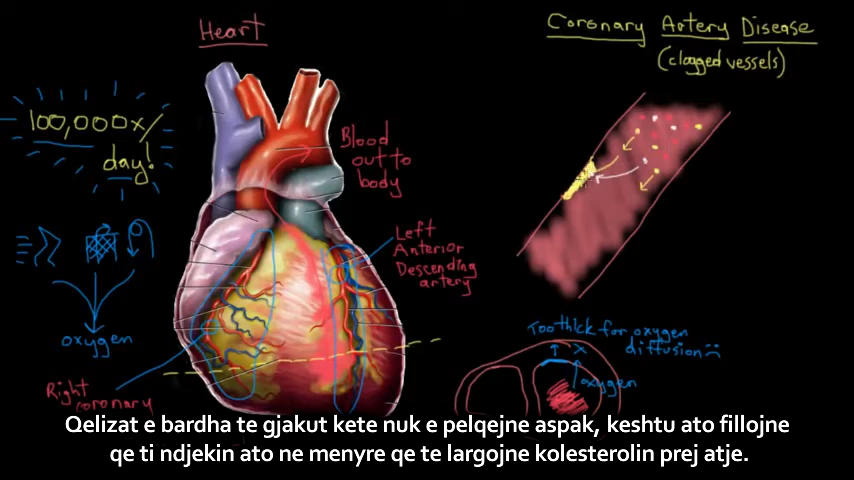 Heart
Coronary Artery Disease
(clogged vessels)
100,000x/
day!
Blood
out to
body
Left
Anterior
Descending
artery
oxygen
Right
coronary
Too thick for oxygen
diffusion
oxygen
Qelizat e bardha te gjakut kete nuk e pelqejne aspak, keshtu ato fillojne
qe ti ndjekin ato ne menyre qe te largojne kolesterolin prej atje.